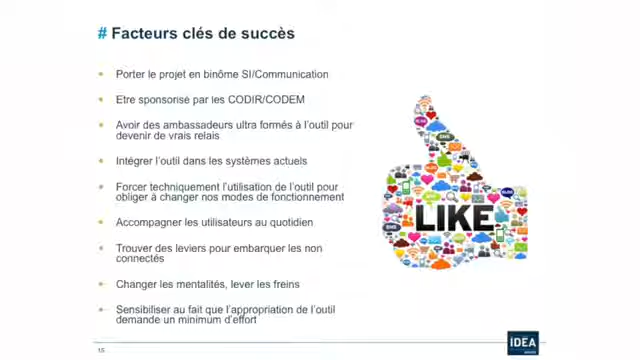 # Facteurs clés de succès
Porter le projet en binôme SI/Communication
Etre sponsorisé par les CODIR/CODEM
Avoir des ambassadeurs ultra formés à l'outil pour
devenir de vrais relais
Intégrer l'outil dans les systèmes actuels
Forcer techniquement l'utilisation de l'outil pour
obliger à changer nos modes de fonctionnement
Accompagner les utilisateurs au quotidien
Trouver des leviers pour embarquer les non
connectés
Changer les mentalités, lever les freins
Sensibiliser au fait que l'appropriation de l'outil
demande un minimum d'effort
LIKE
IDEA
15